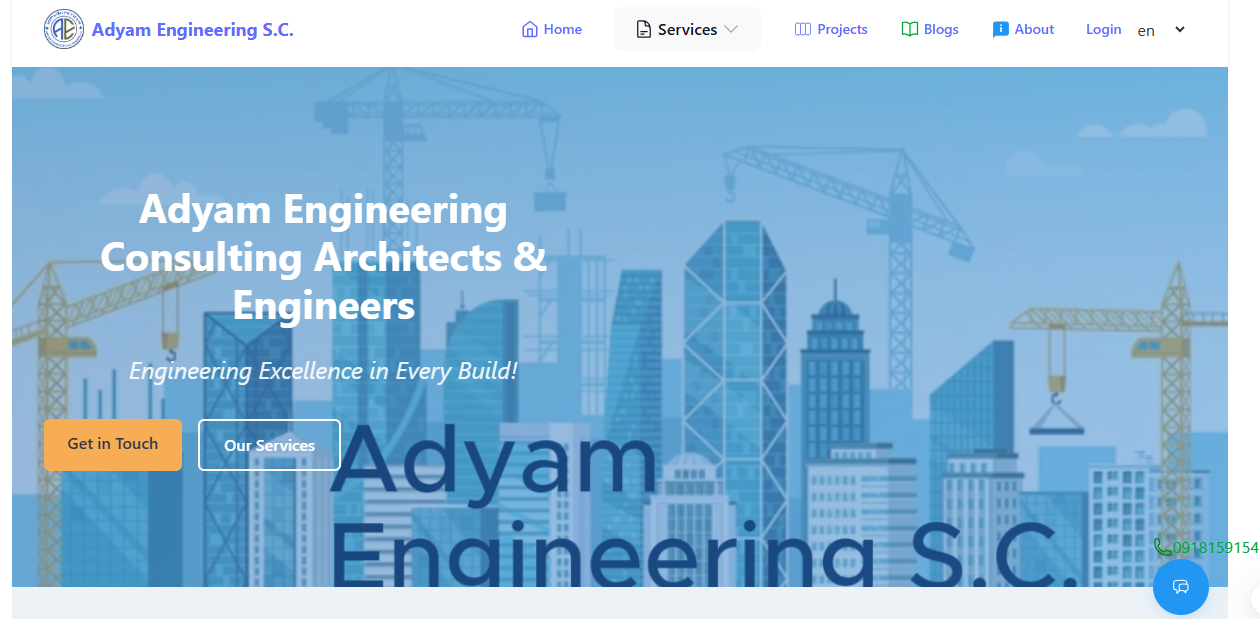 Adyam Engineering S.C.
Home
Services
Projects
Blogs
About
Login
en
Adyam Engineering
Consulting Architects &
Engineers
Engineering Excellence in Every Build!
Get in Touch
Our Services
Adyam
Engineering S.C.
0918159154